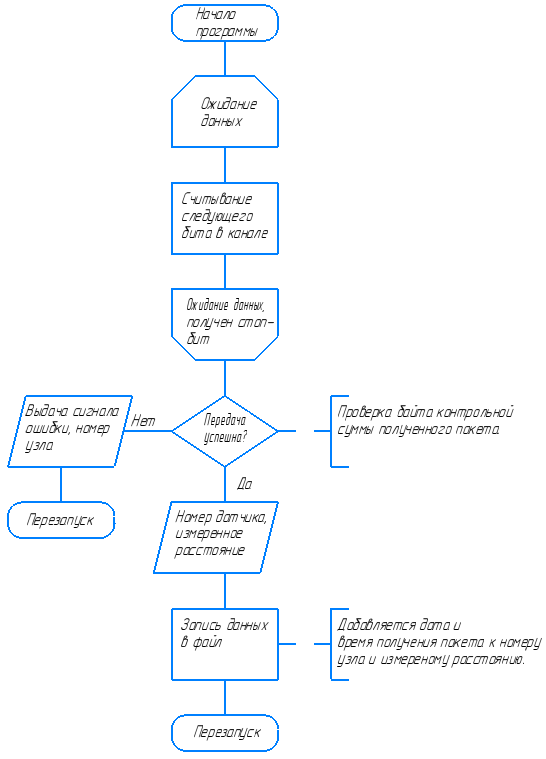 Начало
программы
Ожидание
данных
Считывание
следующего
бита в канале
Ожидание данных,
получен стоп-
бит
Выдача сигнала
ошибки, номер
узла
Нет
Передача
успешна?
Проверка байта контрольной
суммы полученного пакета.
Да
Перезапуск
Номер датчика,
измеренное
расстояние
Запись данных
в файл
Добавляется дата и
время получения пакета к номеру
узла и измереному расстоянию.
Перезапуск